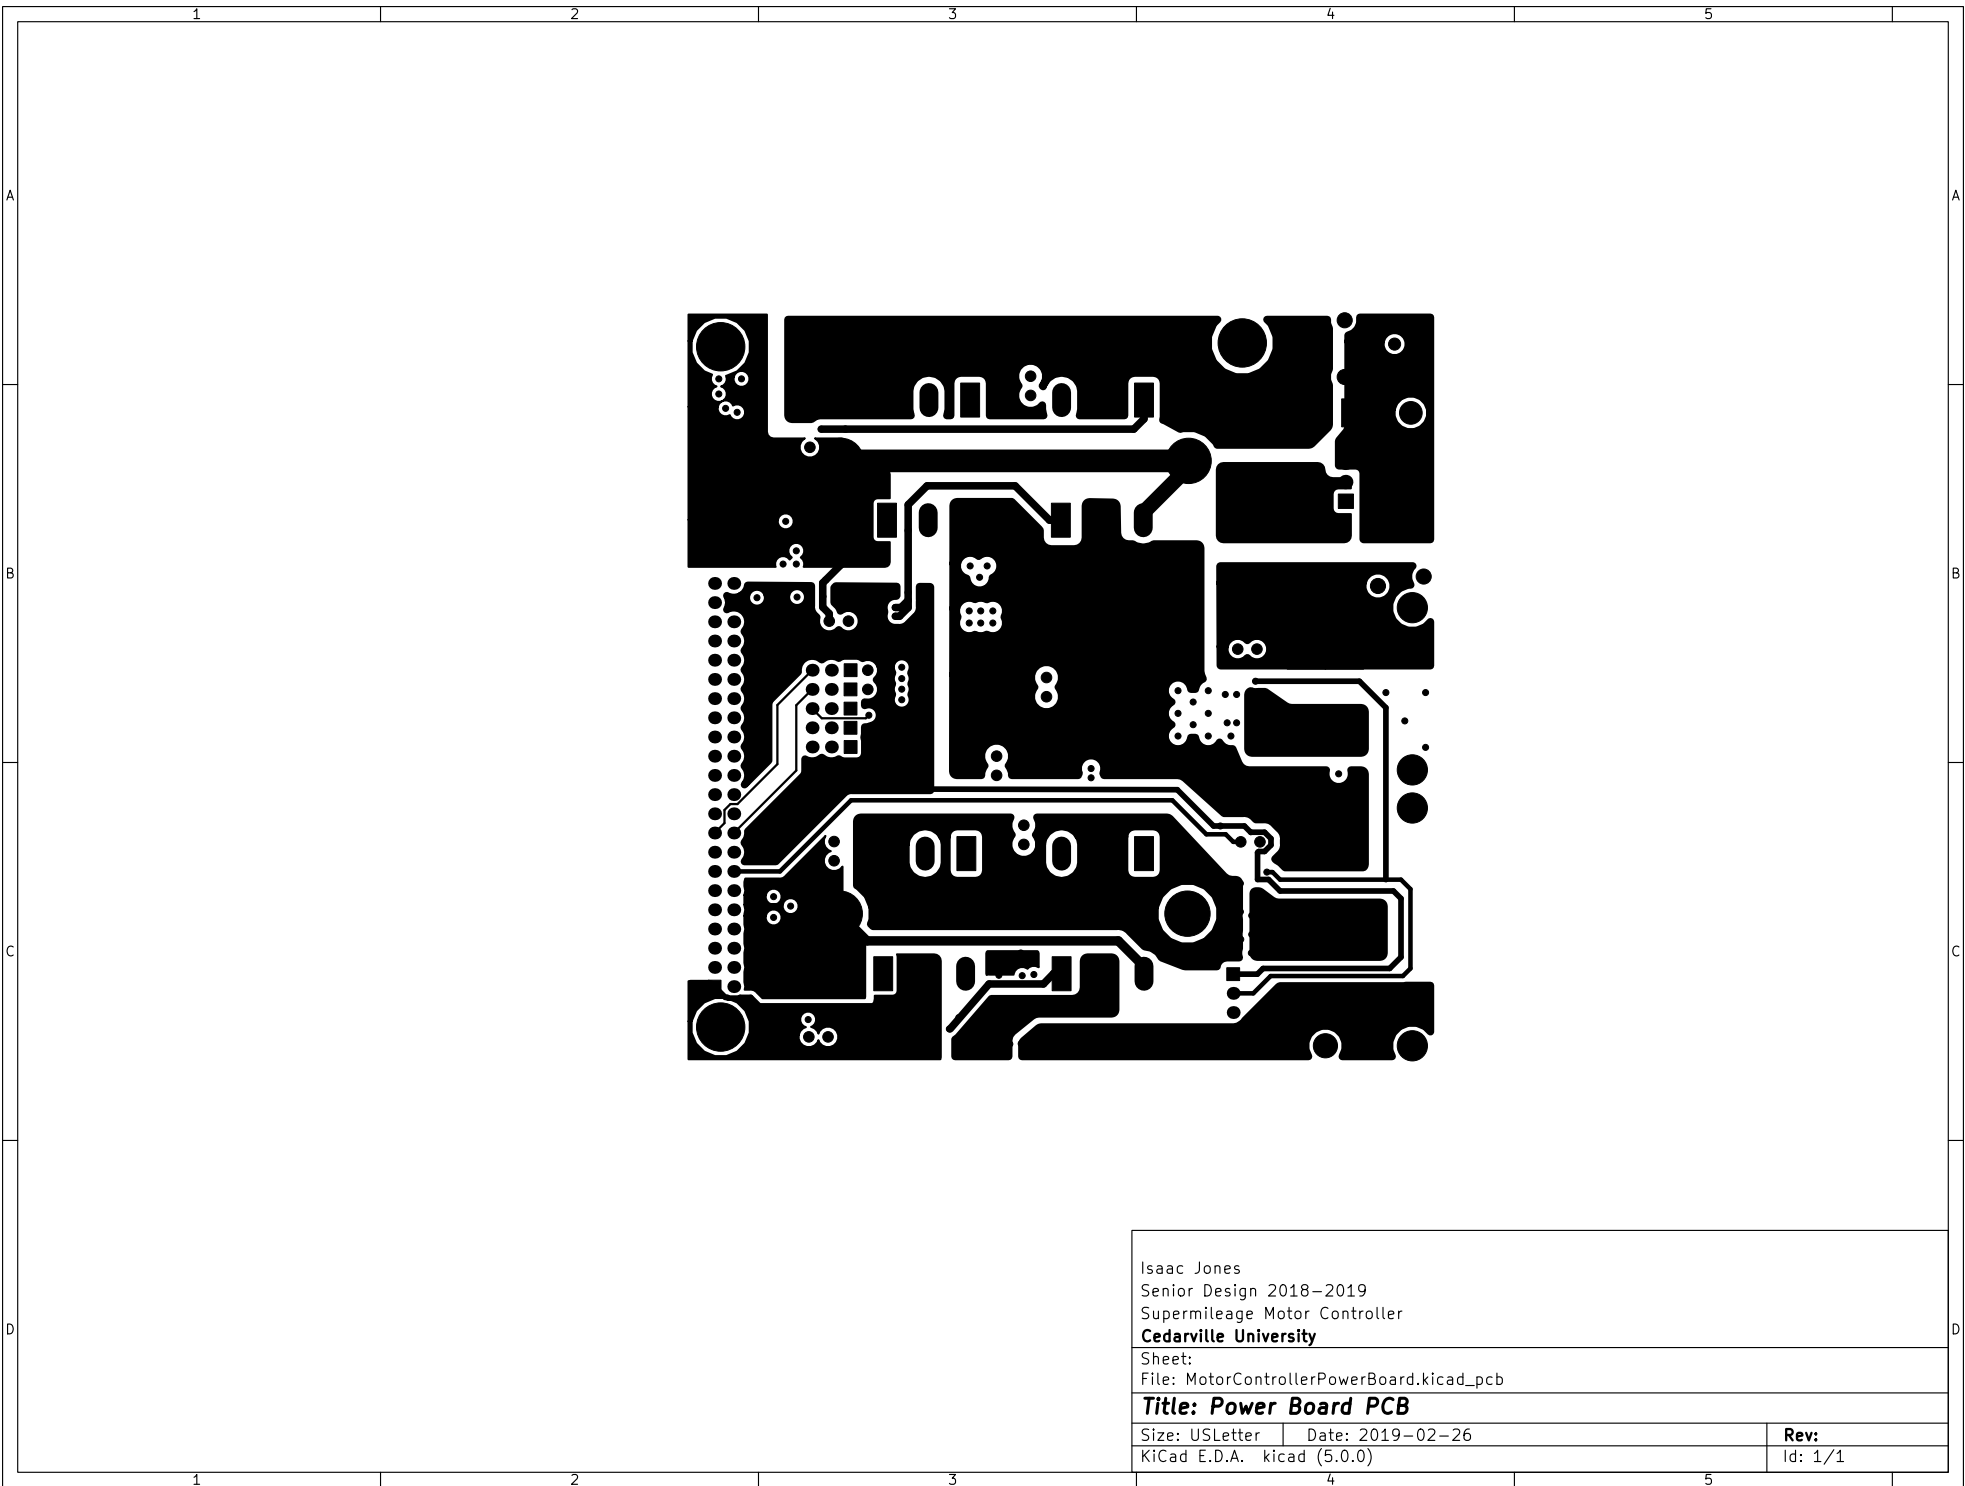 1 2 3 4 5
A A
B B
C C
D D
Isaac Jones
Senior Design 2018-2019
Supermileage Motor Controller
Cedarville University
Sheet:
File: MotorControllerPowerBoard.kicad_pcb
Title: Power Board PCB
Size: USLetter Date: 2019-02-26 Rev:
KiCad E.D.A. kicad (5.0.0) Id: 1/1
1 2 3 4 5